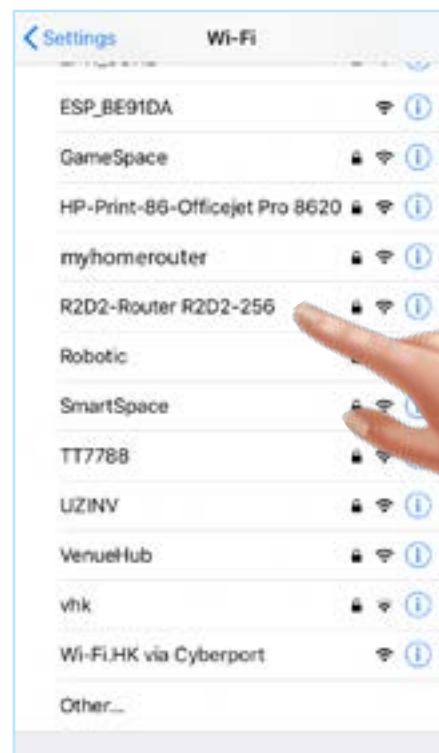 Settings Wi-Fi
ESP_BE91DA
GameSpace
HP-Print-86-Officejet Pro 8620
myhomerouter
R2D2-Router R2D2-256
Robotic
SmartSpace
TT7788
UZINV
VenueHub
vhk
Wi-Fi.HK via Cyberport
Other...